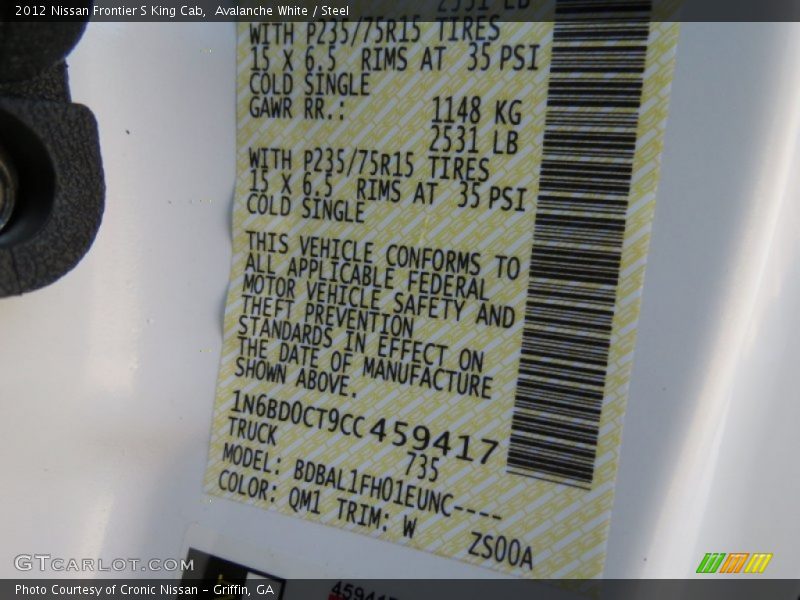 2012 Nissan Frontier S King Cab,  Avalanche White / Steel
2531 LB
WITH P235/75R15 TIRES
15 X 6.5 RIMS AT 35 PSI
COLD SINGLE
GAWR RR.: 1148 KG
2531 LB
WITH P235/75R15 TIRES
15 X 6.5 RIMS AT 35 PSI
COLD SINGLE
THIS VEHICLE CONFORMS TO
ALL APPLICABLE FEDERAL
MOTOR VEHICLE SAFETY AND
THEFT PREVENTION
STANDARDS IN EFFECT ON
THE DATE OF MANUFACTURE
SHOWN ABOVE.
1N6BD0CT9CC459417
TRUCK 735
MODEL: BDBAL1FH01EUNC----
COLOR: QM1 TRIM: W ZS00A
GTCARLOT.COM
Photo Courtesy of Cronic Nissan - Griffin, GA